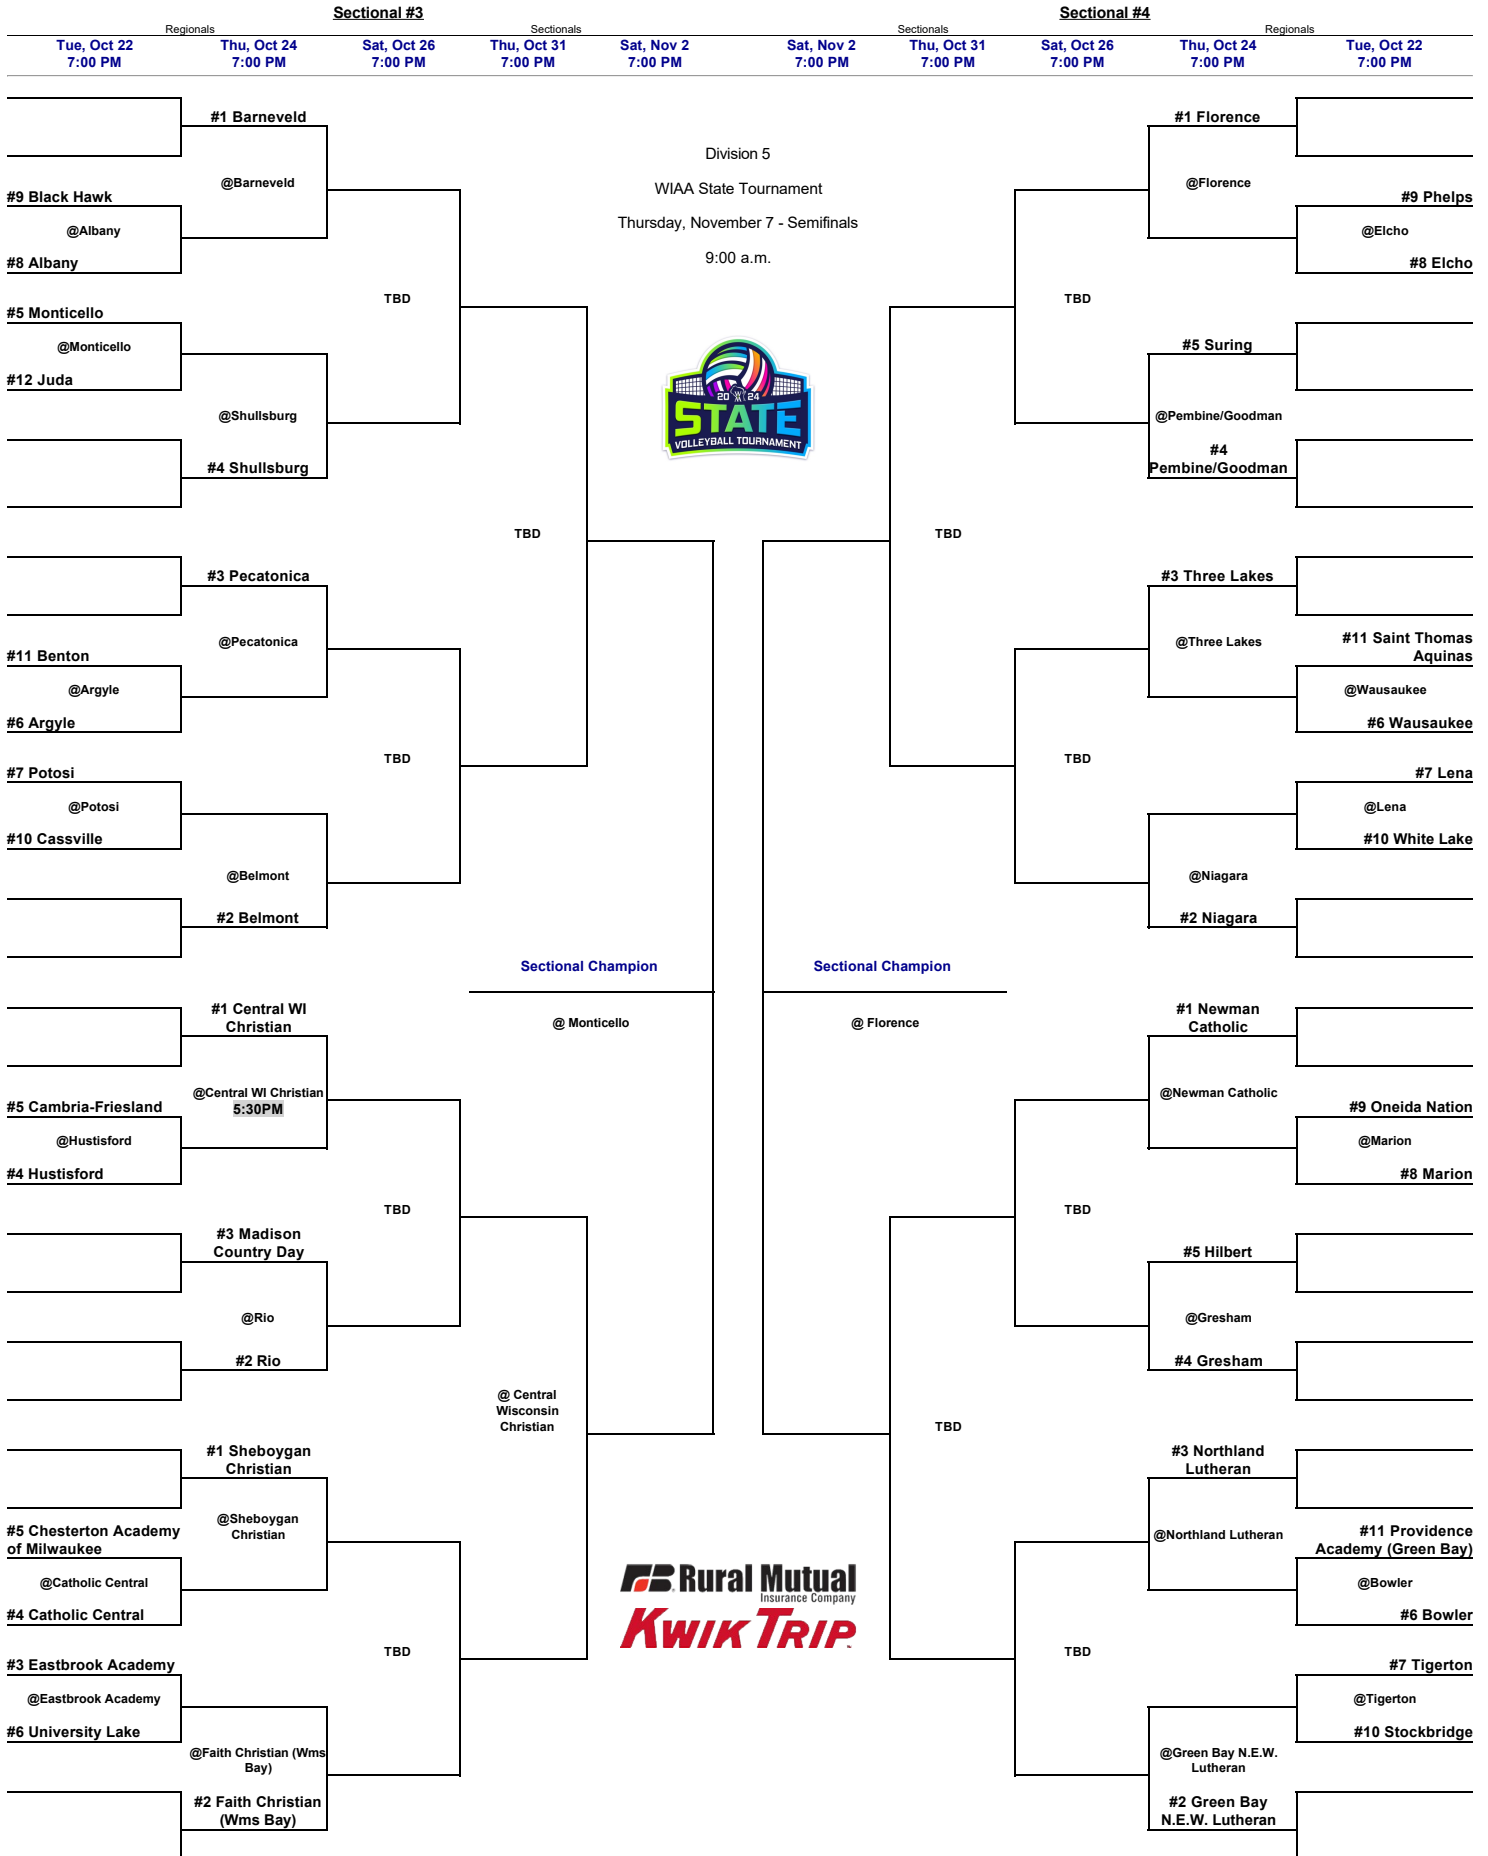 Sectional #3
Sectional #4
Regionals
Sectionals
Sectionals
Regionals
Tue, Oct 22
7:00 PM
Thu, Oct 24
7:00 PM
Sat, Oct 26
7:00 PM
Thu, Oct 31
7:00 PM
Sat, Nov 2
7:00 PM
Sat, Nov 2
7:00 PM
Thu, Oct 31
7:00 PM
Sat, Oct 26
7:00 PM
Thu, Oct 24
7:00 PM
Tue, Oct 22
7:00 PM
#1 Barneveld
@Barneveld
#9 Black Hawk
@Albany
#8 Albany
TBD
#5 Monticello
@Monticello
#12 Juda
@Shullsburg
#4 Shullsburg
TBD
#3 Pecatonica
@Pecatonica
#11 Benton
@Argyle
#6 Argyle
TBD
#7 Potosi
@Potosi
#10 Cassville
@Belmont
#2 Belmont
Sectional Champion
@ Monticello
#1 Central WI
Christian
@Central WI Christian
5:30PM
#5 Cambria-Friesland
@Hustisford
#4 Hustisford
TBD
#3 Madison
Country Day
@Rio
#2 Rio
@ Central
Wisconsin
Christian
#1 Sheboygan
Christian
@Sheboygan
Christian
#5 Chesterton Academy
of Milwaukee
@Catholic Central
#4 Catholic Central
TBD
#3 Eastbrook Academy
@Eastbrook Academy
#6 University Lake
@Faith Christian (Wms
Bay)
#2 Faith Christian
(Wms Bay)
Division 5
WIAA State Tournament
Thursday, November 7 - Semifinals
9:00 a.m.
20 W 24
STATE
VOLLEYBALL TOURNAMENT
Rural Mutual
Insurance Company
KWIK TRIP
#1 Florence
@Florence
#9 Phelps
@Elcho
#8 Elcho
TBD
#5 Suring
@Pembine/Goodman
#4
Pembine/Goodman
TBD
#3 Three Lakes
@Three Lakes
#11 Saint Thomas
Aquinas
@Wausaukee
#6 Wausaukee
TBD
#7 Lena
@Lena
#10 White Lake
@Niagara
#2 Niagara
Sectional Champion
@ Florence
#1 Newman
Catholic
@Newman Catholic
#9 Oneida Nation
@Marion
#8 Marion
TBD
#5 Hilbert
@Gresham
#4 Gresham
TBD
#3 Northland
Lutheran
@Northland Lutheran
#11 Providence
Academy (Green Bay)
@Bowler
#6 Bowler
TBD
#7 Tigerton
@Tigerton
#10 Stockbridge
@Green Bay N.E.W.
Lutheran
#2 Green Bay
N.E.W. Lutheran